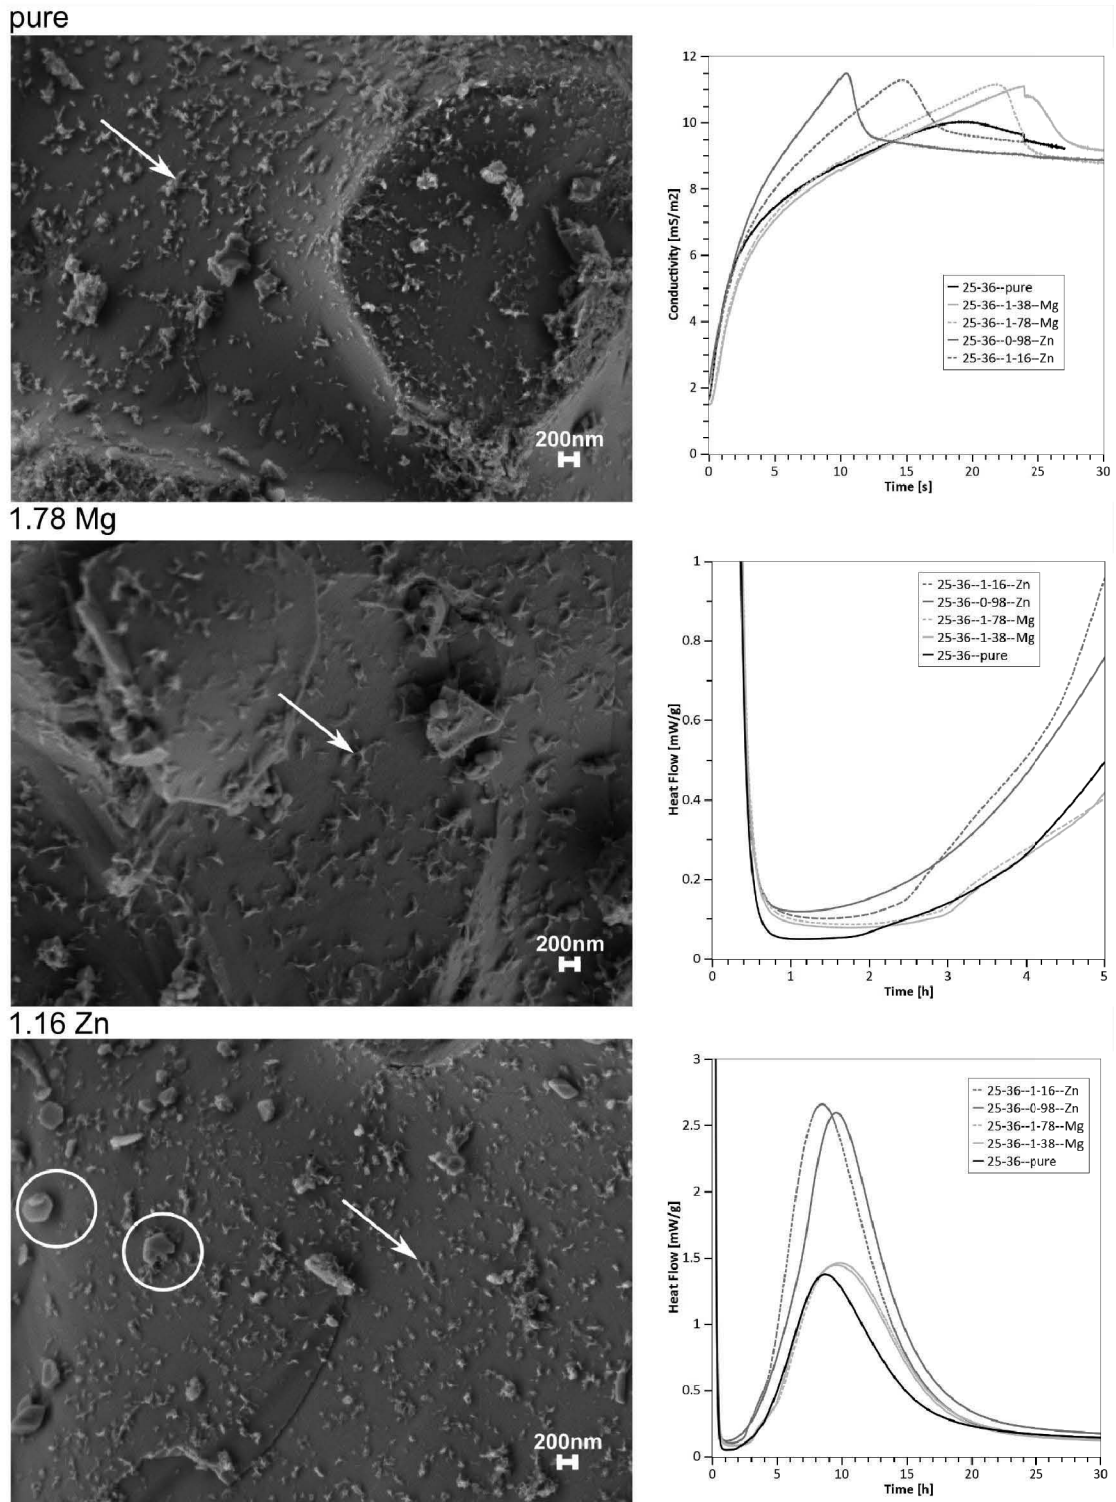 pure
200nm
12
10
8
6
4
2
0
Conductivity [mS/m2]
25-36--pure
25-36--1-38--Mg
25-36--1-78--Mg
25-36--0-98--Zn
25-36--1-16--Zn
0 5 10 15 20 25 30
Time [s]
1.78 Mg
200nm
1
0.8
0.6
0.4
0.2
0
Heat Flow [mW/g]
25-36--1-16--Zn
25-36--0-98--Zn
25-36--1-78--Mg
25-36--1-38--Mg
25-36--pure
0 1 2 3 4 5
Time [h]
1.16 Zn
200nm
3
2.5
2
1.5
1
0.5
0
Heat Flow [mW/g]
25-36--1-16--Zn
25-36--0-98--Zn
25-36--1-78--Mg
25-36--1-38--Mg
25-36--pure
0 5 10 15 20 25 30
Time [h]